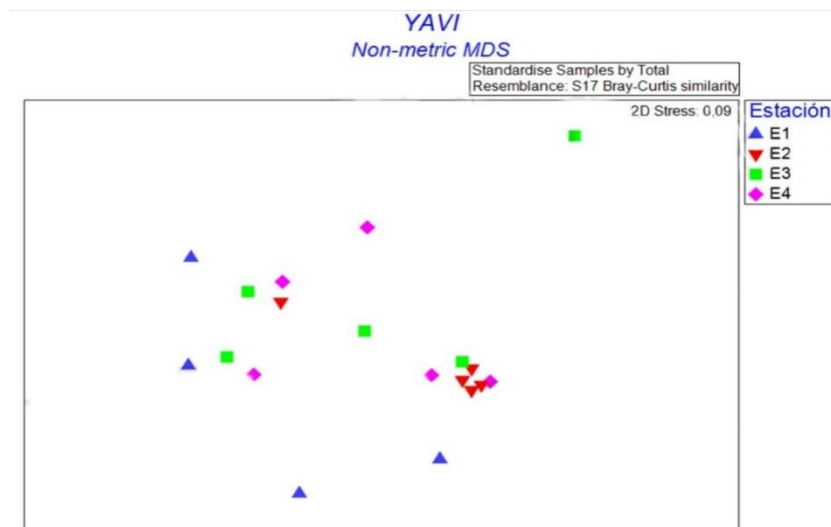 YAVI
Non-metric MDS
Standardise Samples by Total
Resemblance: S17 Bray-Curtis similarity
2D Stress: 0,09
Estación
E1
E2
E3
E4